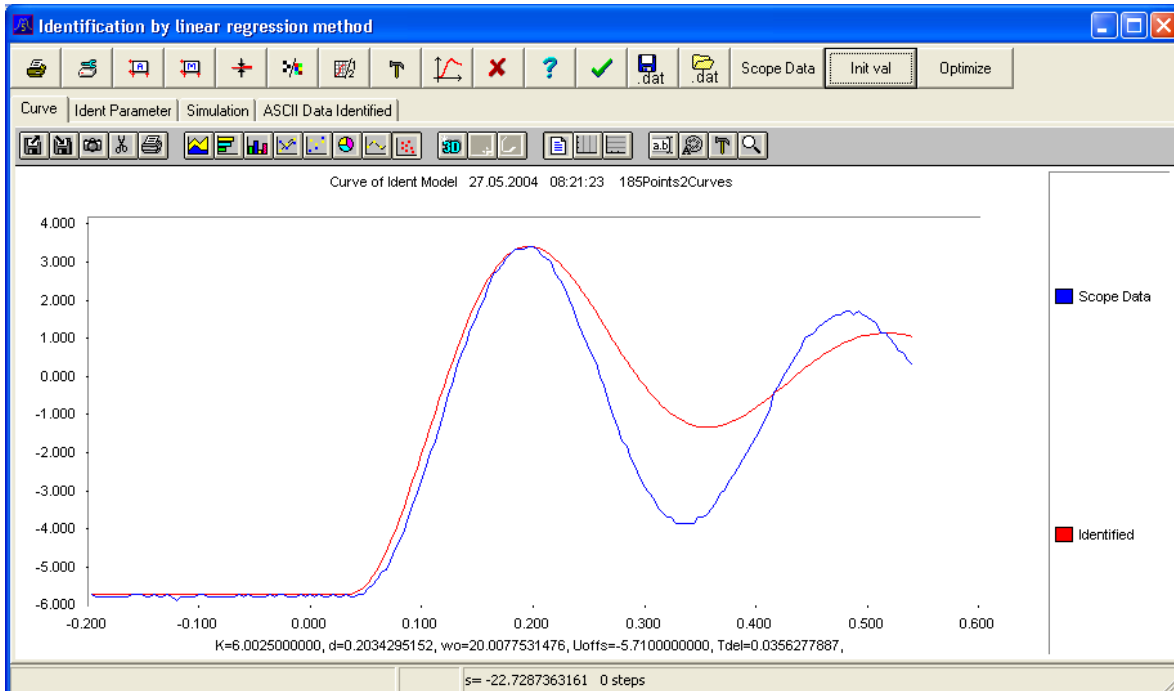 Identification by linear regression method
A M .dat .dat Scope Data Init val Optimize
Curve Ident Parameter Simulation ASCII Data Identified
3D a.b
Curve of Ident Model 27.05.2004 08:21:23 185Points2Curves
4.000
3.000
2.000
1.000
0.000
-1.000
-2.000
-3.000
-4.000
-5.000
-6.000
-0.200 -0.100 0.000 0.100 0.200 0.300 0.400 0.500 0.600
K=6.0025000000, d=0.2034295152, wo=20.0077531476, Uoffs=-5.7100000000, Tdel=0.0356277887,
Scope Data
Identified
s= -22.7287363161 0 steps